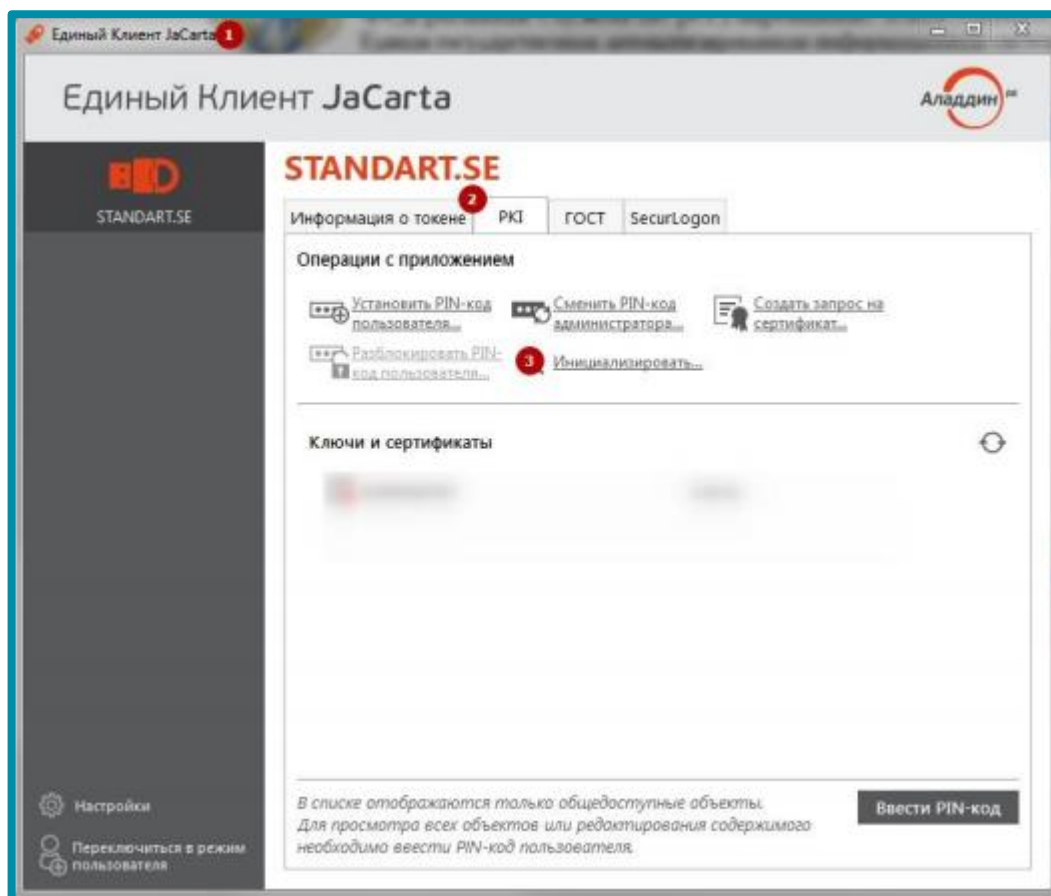 Единый Клиент JaCarta 1
Единый Клиент JaCarta
Аладдин
STANDART.SE
STANDART.SE
2
Информация о токене
PKI
ГОСТ
SecurLogon
Операции с приложением
Установить PIN-код
пользователя...
Сменить PIN-код
администратора...
Создать запрос на
сертификат...
Разблокировать PIN-
код пользователя...
3
Инициализировать...
Ключи и сертификаты
В списке отображаются только общедоступные объекты.
Для просмотра всех объектов или редактирования содержимого
необходимо ввести PIN-код пользователя.
Ввести PIN-код
Настройки
Переключиться в режим
пользователя